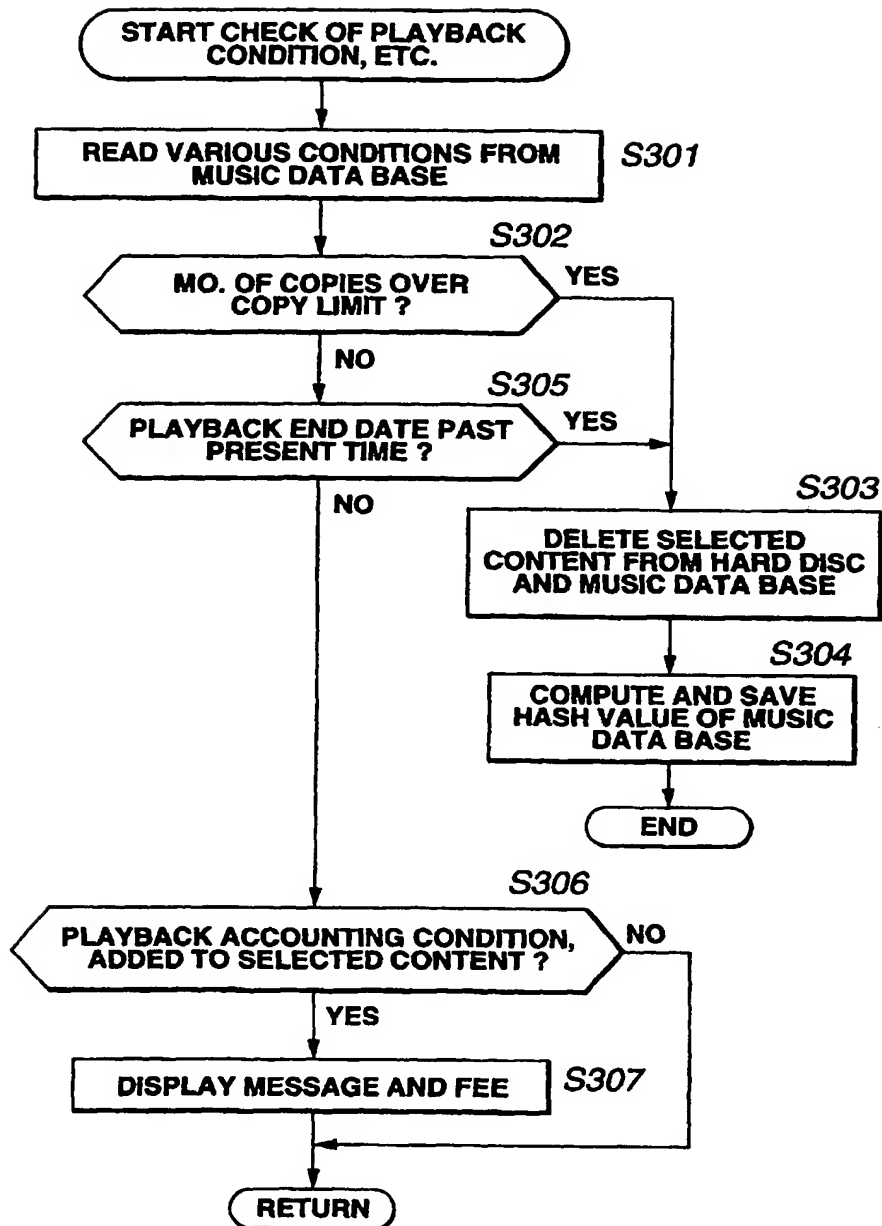 START CHECK OF PLAYBACK
CONDITION, ETC.
READ VARIOUS CONDITIONS FROM
MUSIC DATA BASE
S301
S302
MO. OF COPIES OVER
COPY LIMIT ?
YES
NO
S305
PLAYBACK END DATE PAST
PRESENT TIME ?
YES
NO
S303
DELETE SELECTED
CONTENT FROM HARD DISC
AND MUSIC DATA BASE
S304
COMPUTE AND SAVE
HASH VALUE OF MUSIC
DATA BASE
END
S306
PLAYBACK ACCOUNTING CONDITION,
ADDED TO SELECTED CONTENT ?
NO
YES
DISPLAY MESSAGE AND FEE
S307
RETURN